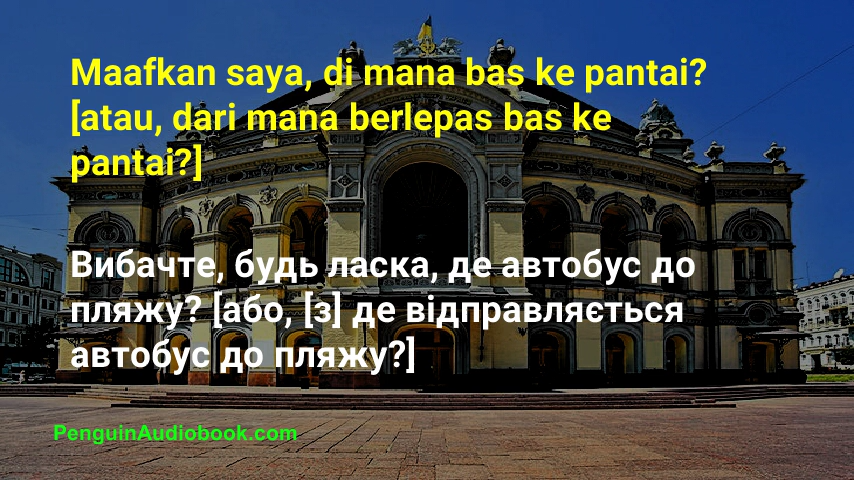 Maafkan saya, di mana bas ke pantai?
[atau, dari mana berlepas bas ke
pantai?]
Вибачте, будь ласка, де автобус до
пляжу? [або, [з] де відправляється
автобус до пляжу?]
PenguinAudiobook.com